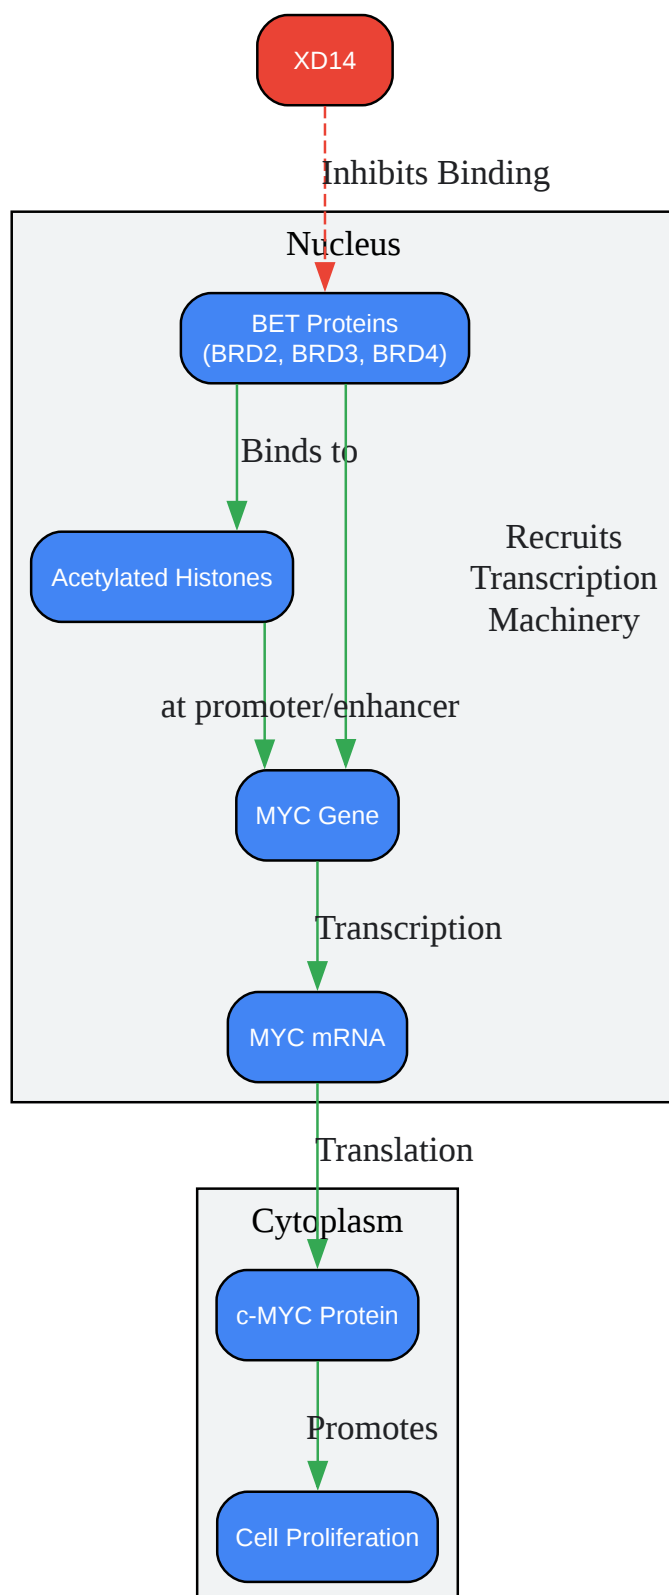 XD14
Inhibits Binding
Nucleus
BET Proteins
(BRD2, BRD3, BRD4)
Binds to
Recruits
Transcription
Machinery
Acetylated Histones
at promoter/enhancer
MYC Gene
Transcription
MYC mRNA
Translation
Cytoplasm
c-MYC Protein
Promotes
Cell Proliferation